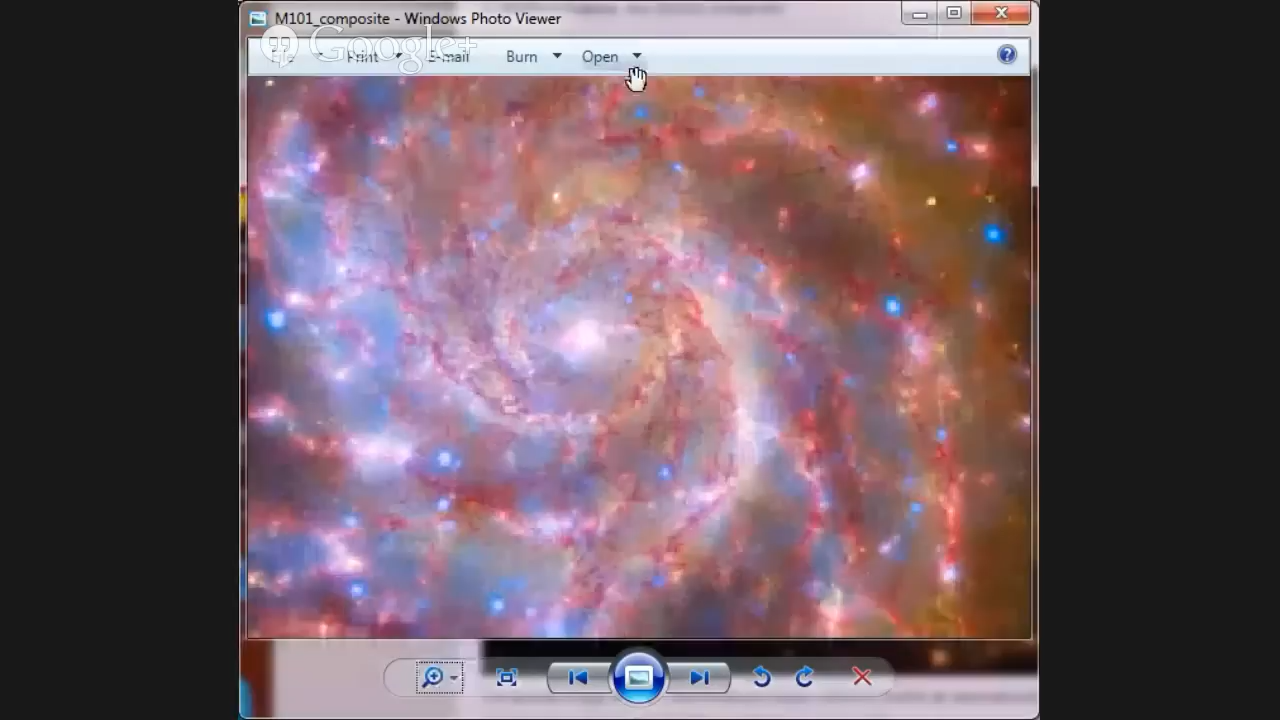 M101_composite - Windows Photo Viewer
Google+
Print E-mail Burn Open